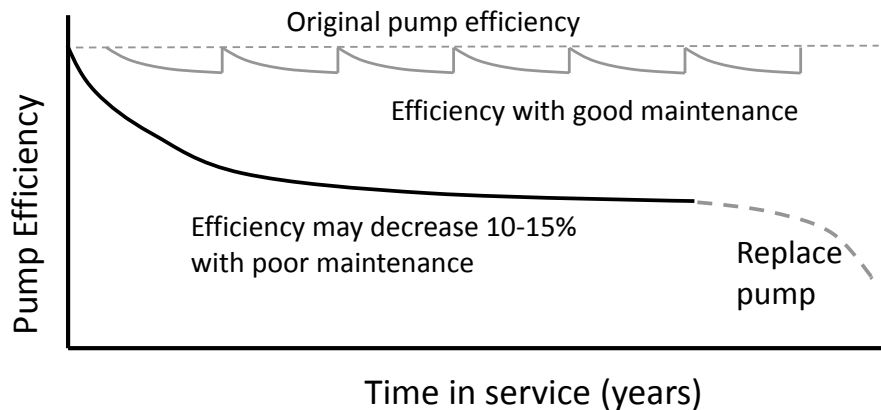 Original pump efficiency
Efficiency with good maintenance
Pump Efficiency
Efficiency may decrease 10-15%
with poor maintenance
Replace
pump
Time in service (years)